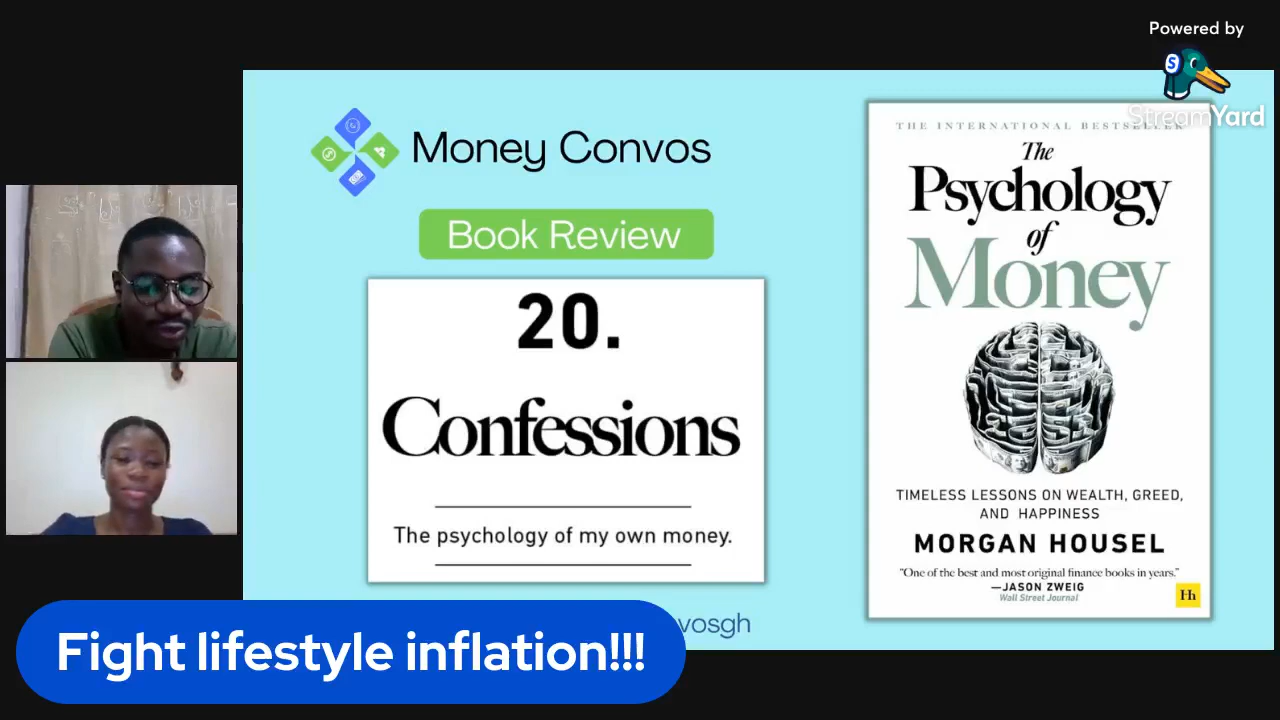 Powered by
StreamYard
Money Convos
Book Review
20.
Confessions
The psychology of my own money.
THE INTERNATIONAL BESTSELLER
The
Psychology
of
Money
TIMELESS LESSONS ON WEALTH, GREED,
AND HAPPINESS
MORGAN HOUSEL
“One of the best and most original finance books in years.”
—JASON ZWEIG
Wall Street Journal
Hh
vosgh
Fight lifestyle inflation!!!